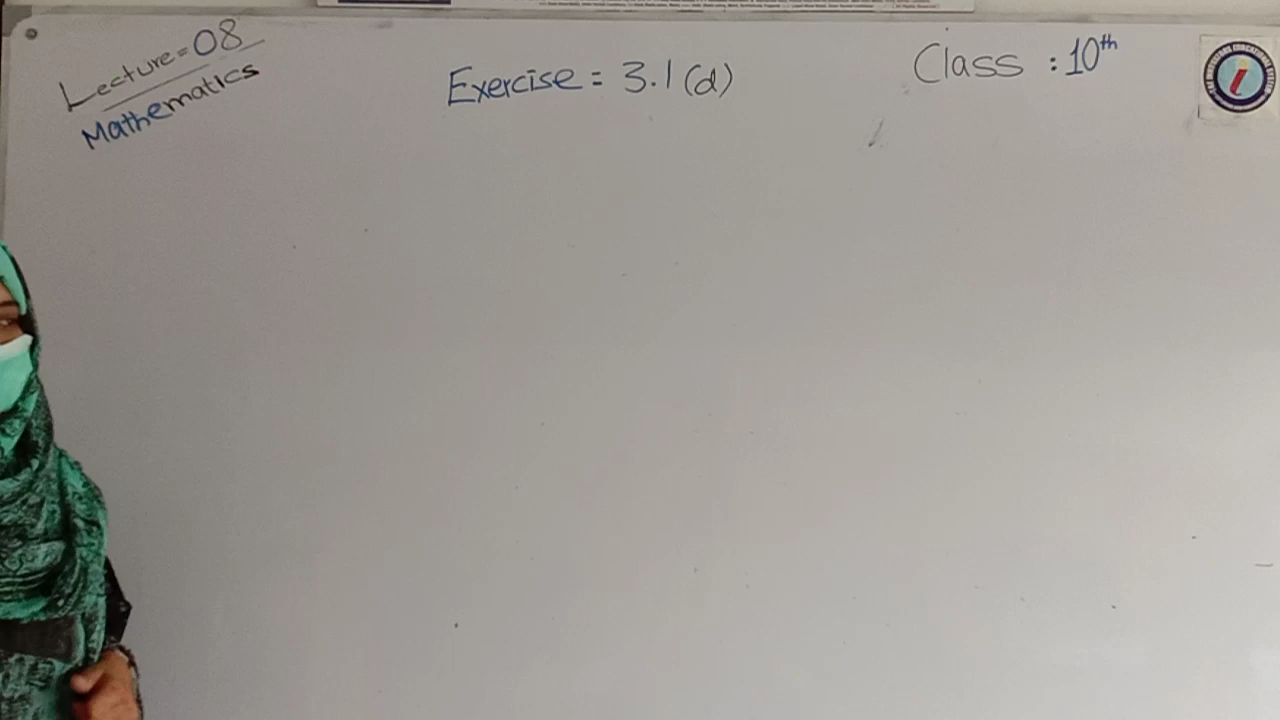 Lecture = 08
Mathematics
Exercise = 3.1 (d)
Class : 10th